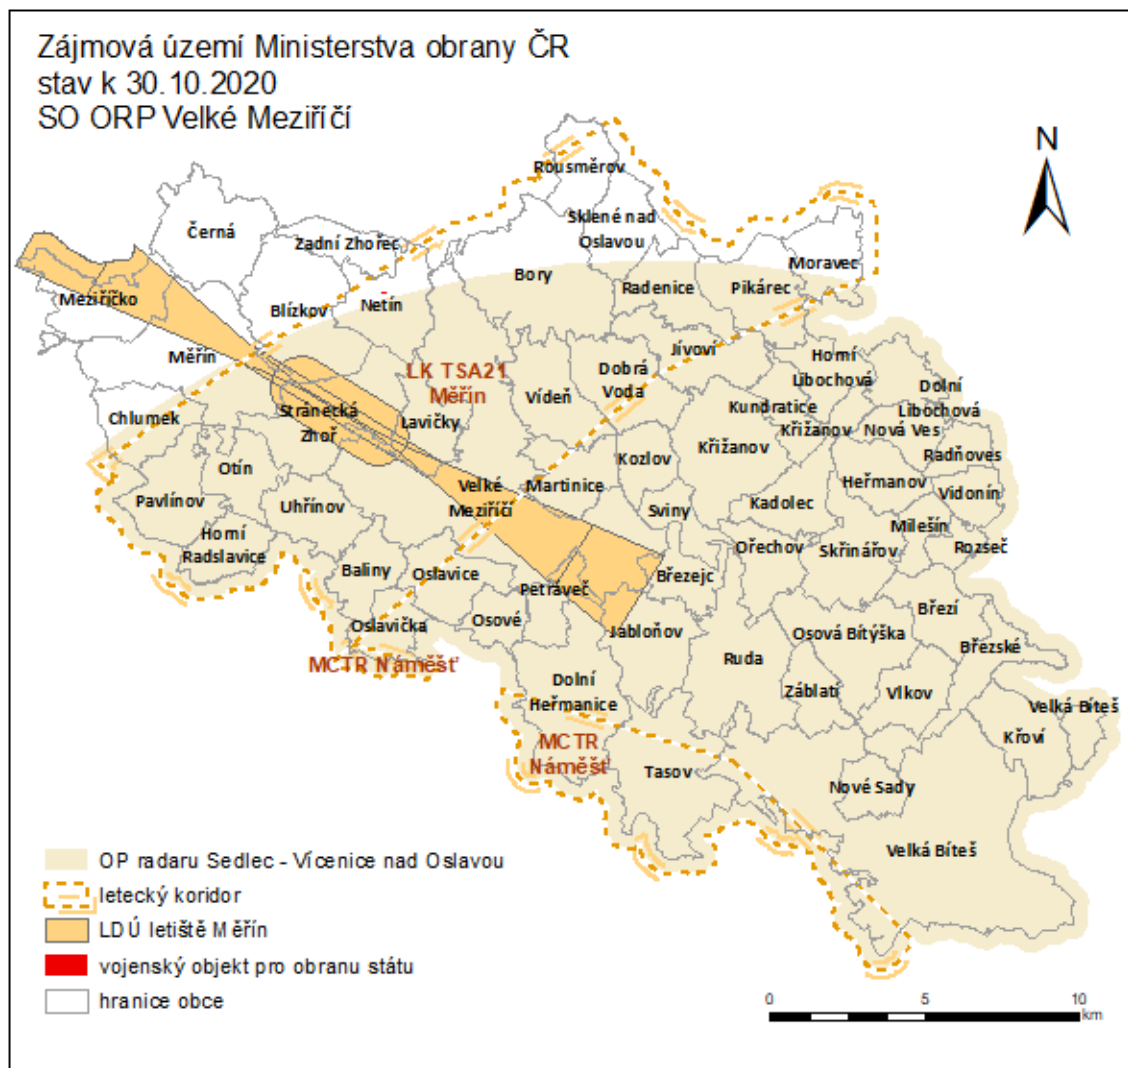 Zájmová území Ministerstva obrany ČR
stav k 30.10.2020
SO ORP Velké Meziříčí
N
Rousměrov
Černá
Sklené nad
Oslavou
Zadní Zhořec
Moravec
Bory
Meziříčko
Radenice
Pikárec
Blízkov
Netín
Měřín
Jívoví
Horní
Libochová
LK TSA21
Měřín
Dobrá
Voda
Dolní
Libochová
Vídeň
Chlumek
Stránecká
Zhoř
Lavičky
Kundratice
Křižanov
Nová Ves
Křižanov
Radňoves
Otín
Kozlov
Pavlínov
Uhřínov
Velké
Meziříčí
Martinice
Heřmanov
Vidonín
Kadolec
Sviny
Milešín
Horní
Radslavice
Ořechov
Skřinářov
Rozseč
Baliny
Oslavice
Petráveč
Březejc
Březí
Osové
Oslavička
Jabloňov
Osová Bítýška
Březské
MCTR Náměšť
Ruda
Dolní
Heřmanice
Záblatí
Vlkov
Velká Bíteš
Křoví
MCTR
Náměšť
Tasov
Nové Sady
Velká Bíteš
OP radaru Sedlec - Vícenice nad Oslavou
letecký koridor
LDÚ letiště Měřín
vojenský objekt pro obranu státu
hranice obce
0 5 10
km